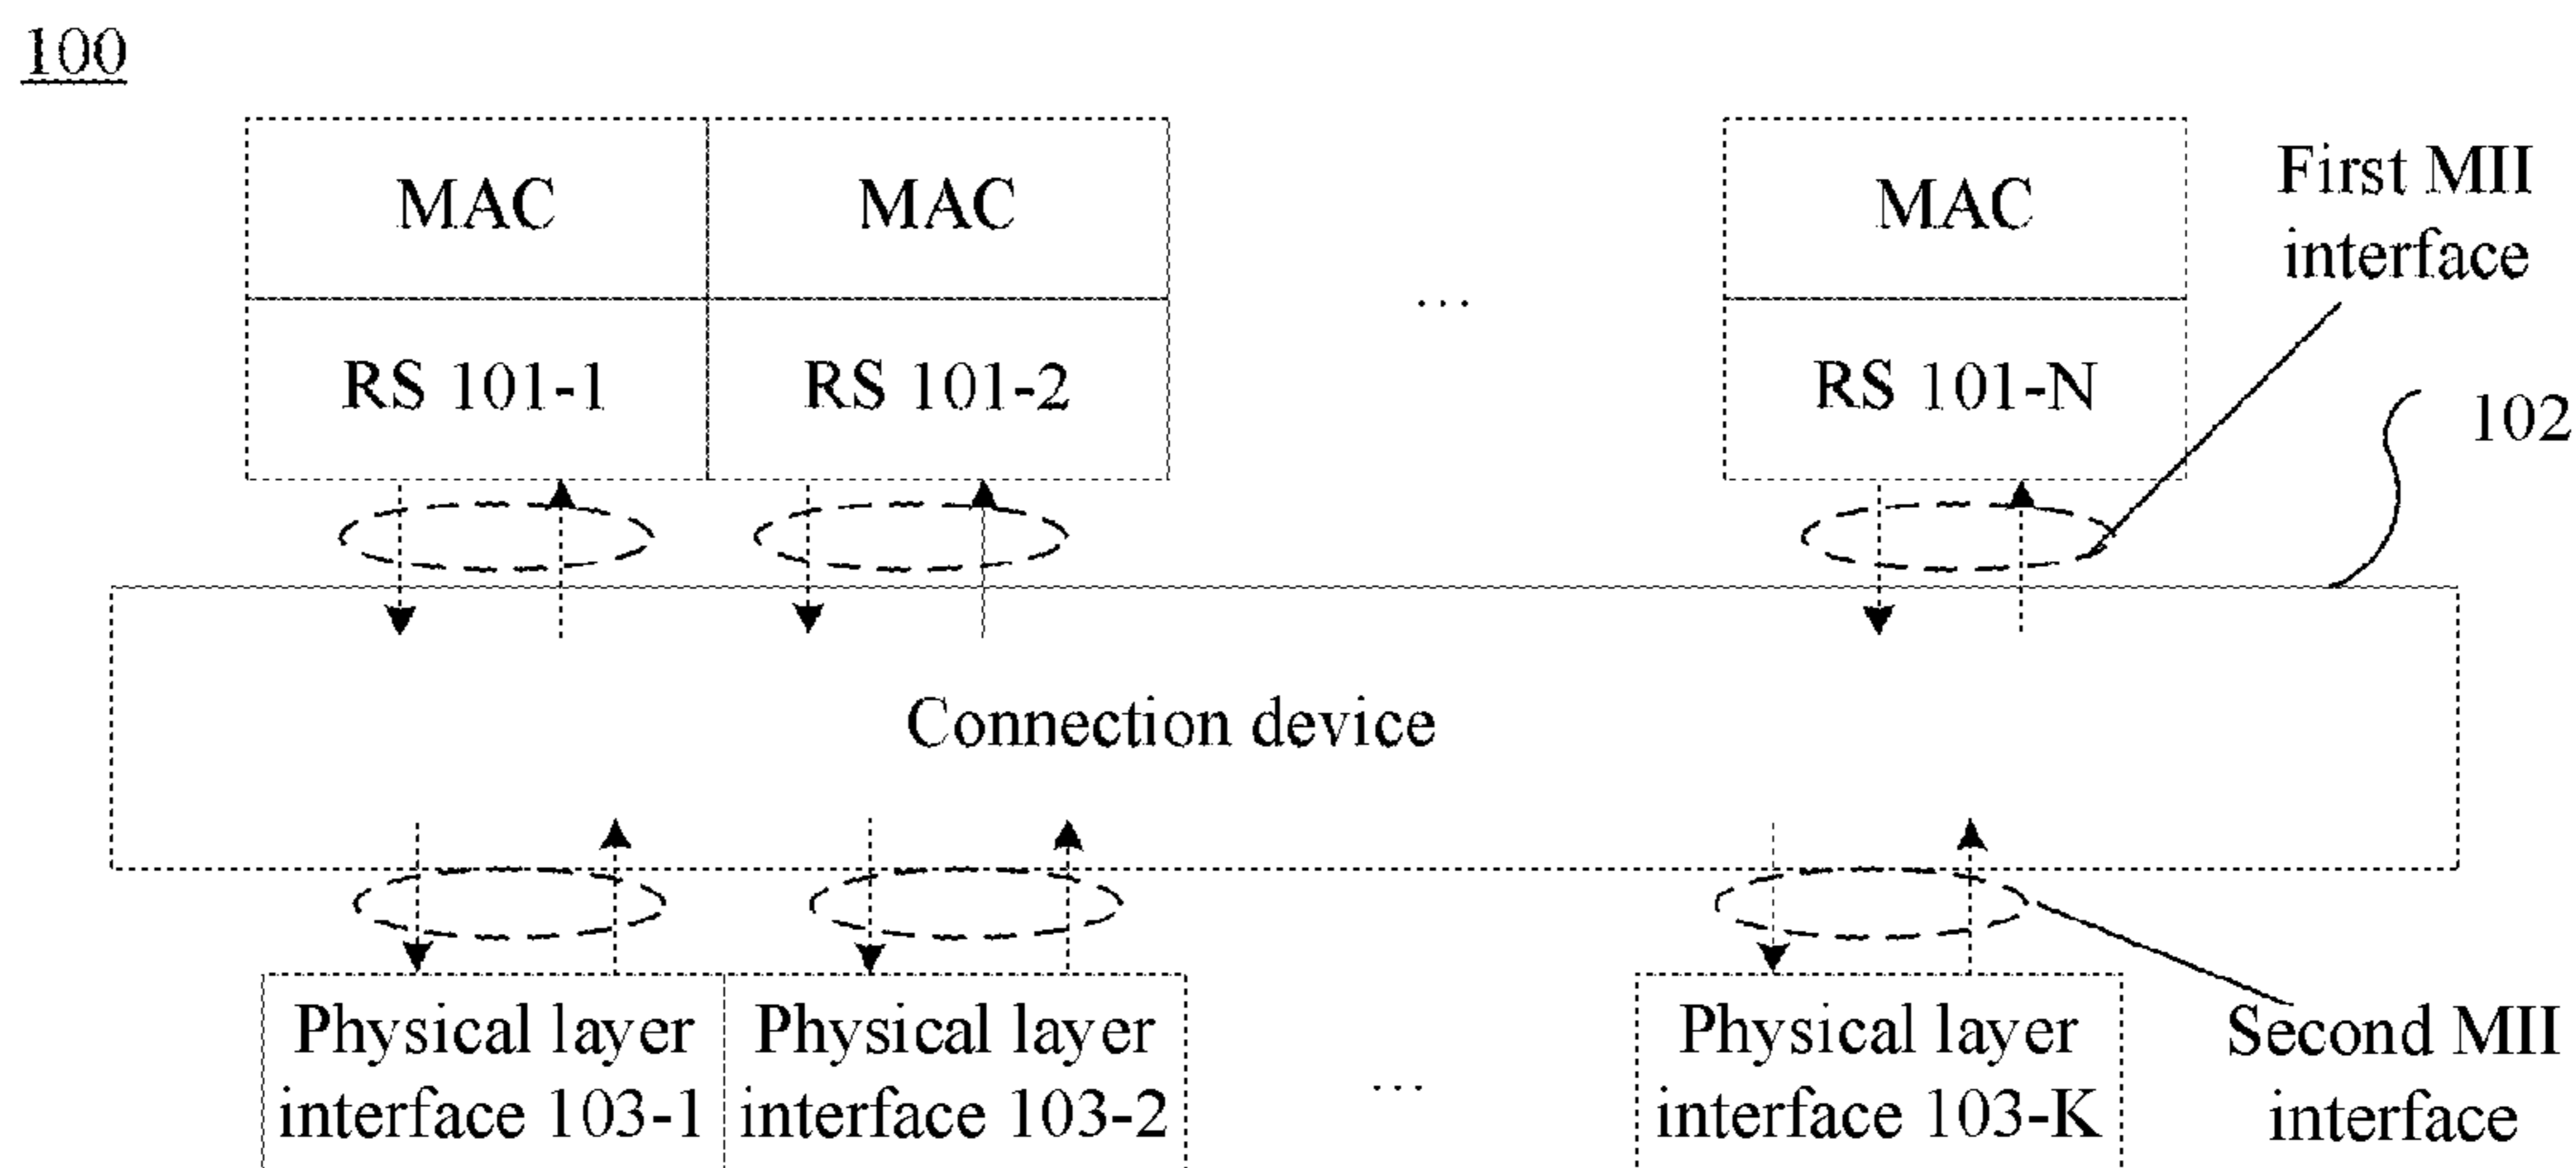 100
MAC
MAC
MAC
First MII
interface
RS 101-1
RS 101-2
...
RS 101-N
102
Connection device
Physical layer
interface 103-1
Physical layer
interface 103-2
...
Physical layer
interface 103-K
Second MII
interface